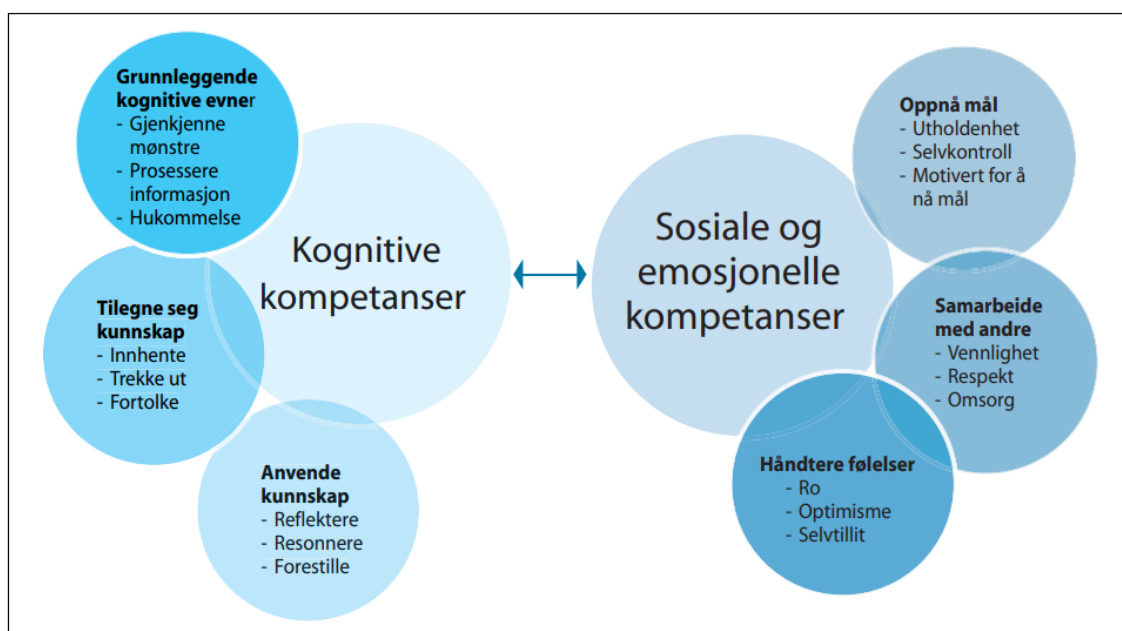 Grunnleggende
kognitive evner
- Gjenkjenne
mønstre
- Prosessere
informasjon
- Hukommelse
Kognitive
kompetanser
Tilegne seg
kunnskap
- Innhente
- Trekke ut
- Fortolke
Anvende
kunnskap
- Reflektere
- Resonnere
- Forestille
Sosiale og
emosjonelle
kompetanser
Oppnå mål
- Utholdenhet
- Selvkontroll
- Motivert for å
nå mål
Samarbeide
med andre
- Vennlighet
- Respekt
- Omsorg
Håndtere følelser
- Ro
- Optimisme
- Selvtillit